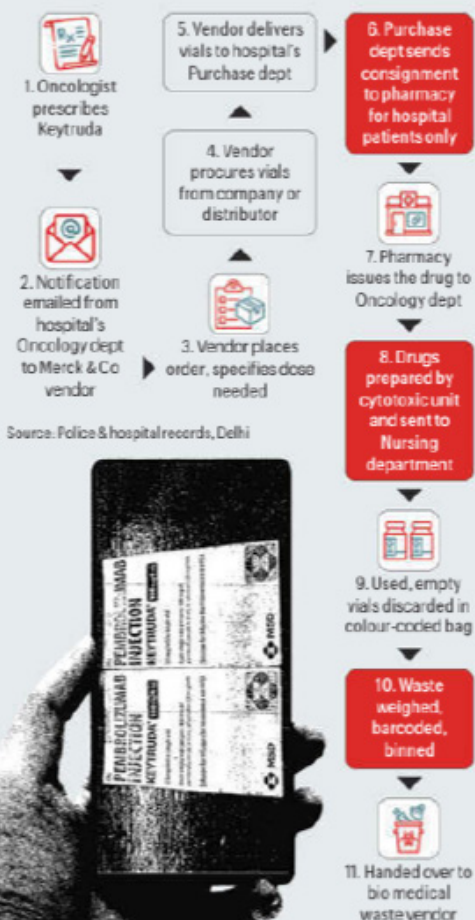 1. Oncologist
prescribes
Keytruda
2. Notification
emailed from
hospital's
Oncology dept
to Merck & Co
vendor
3. Vendor places
order, specifies dose
needed
4. Vendor
procures vials
from company or
distributor
5. Vendor delivers
vials to hospital's
Purchase dept
6. Purchase
dept sends
consignment
to pharmacy
for hospital
patients only
7. Pharmacy
issues the drug to
Oncology dept
8. Drugs
prepared by
cytotoxic unit
and sent to
Nursing
department
9. Used, empty
vials discarded in
colour-coded bag
10. Waste
weighed,
barcoded,
binned
11. Handed over to
bio medical
waste vendor
Source: Police & hospital records, Delhi
PEMBROLIZUMAB
INJECTION
KEYTRUDA
MSD
PEMBROLIZUMAB
INJECTION
KEYTRUDA
MSD